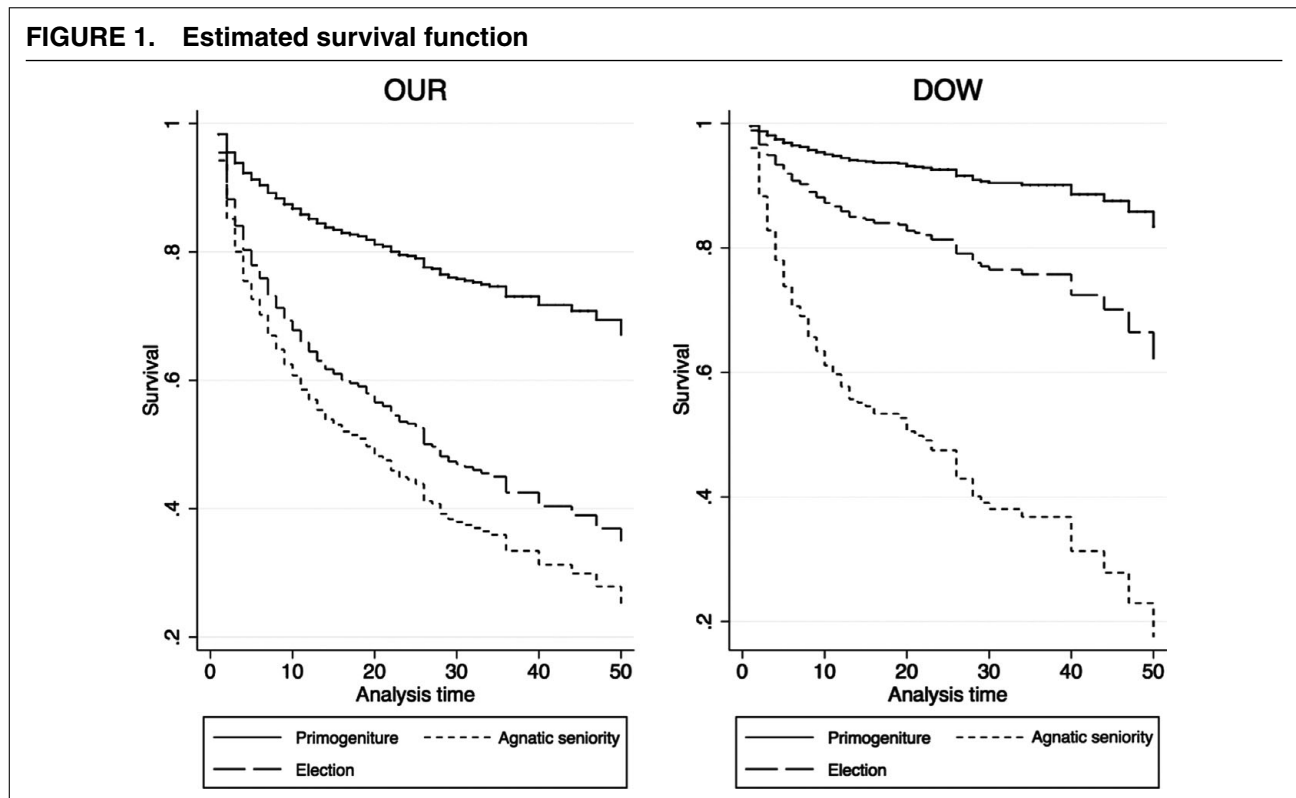 FIGURE 1. Estimated survival function
OUR
1
.8
.6
.4
.2
Survival
0 10 20 30 40 50
Analysis time
Primogeniture Agnatic seniority
Election
DOW
1
.8
.6
.4
.2
Survival
0 10 20 30 40 50
Analysis time
Primogeniture Agnatic seniority
Election